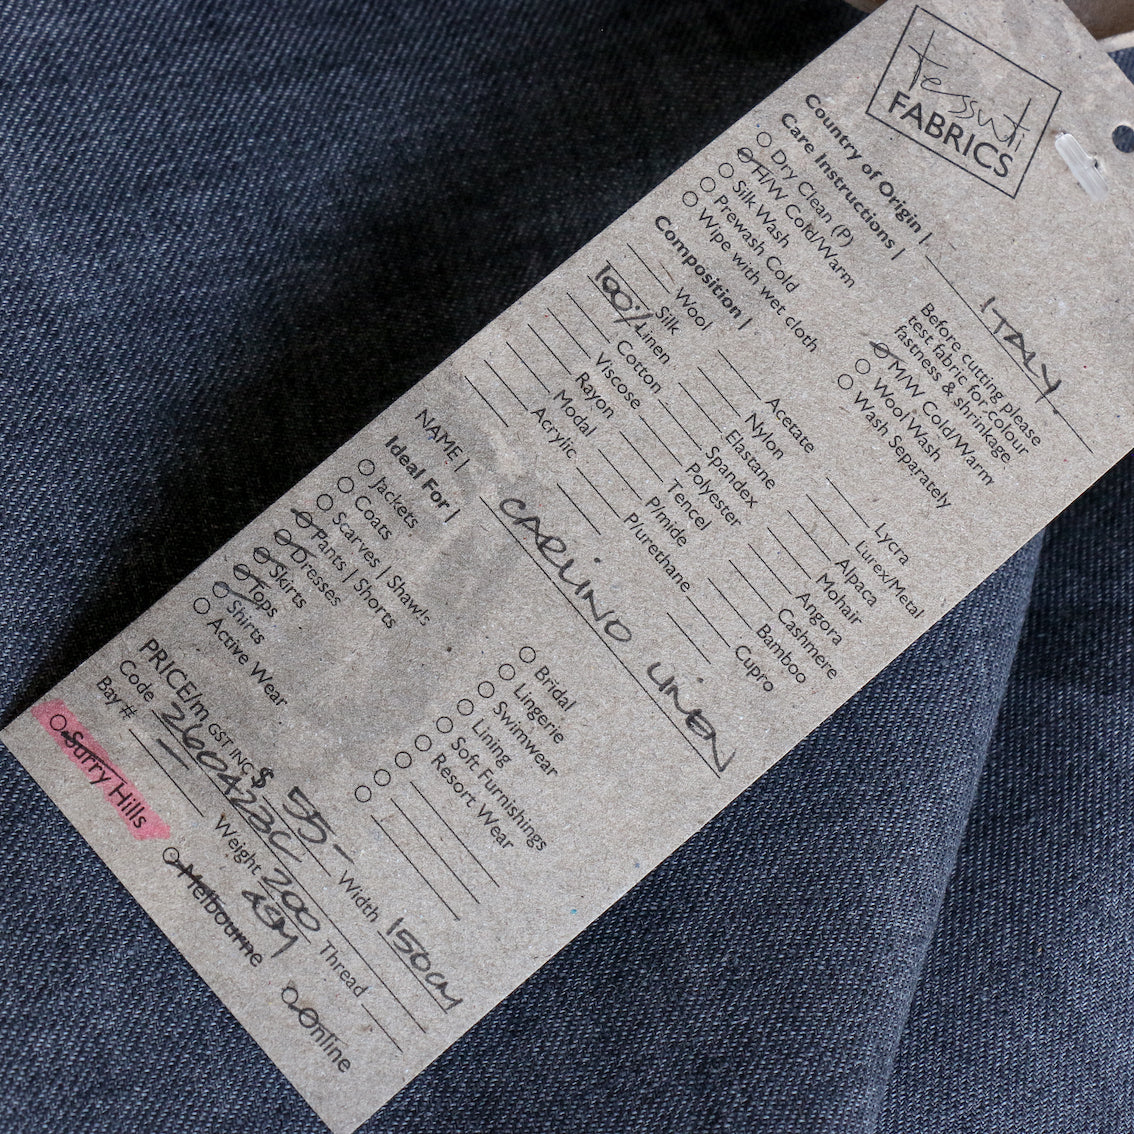 tessuti
FABRICS
Country of Origin | ITALY.
Care Instructions |
Dry Clean (P)
H/W Cold/Warm
Silk Wash
Prewash Cold
Wipe with wet cloth
Before cutting please
test fabric for colour
fastness & shrinkage
M/W Cold/Warm
Wool Wash
Wash Separately
Composition |
Wool
Silk
100% Linen
Cotton
Viscose
Rayon
Modal
Acrylic
Acetate
Nylon
Elastane
Spandex
Polyester
Tencel
P/mide
P/urethane
Lycra
Lurex/Metal
Alpaca
Mohair
Angora
Cashmere
Bamboo
Cupro
NAME | CARLINO LINEN
Ideal For |
Jackets
Coats
Scarves | Shawls
Pants | Shorts
Dresses
Skirts
Tops
Shirts
Active Wear
Bridal
Lingerie
Swimwear
Lining
Soft Furnishings
Resort Wear
PRICE/m GST INC $ 55- Width 150cm
Code 260423C
Bay # Weight 200 GSM Thread
Surry Hills
Melbourne
Online